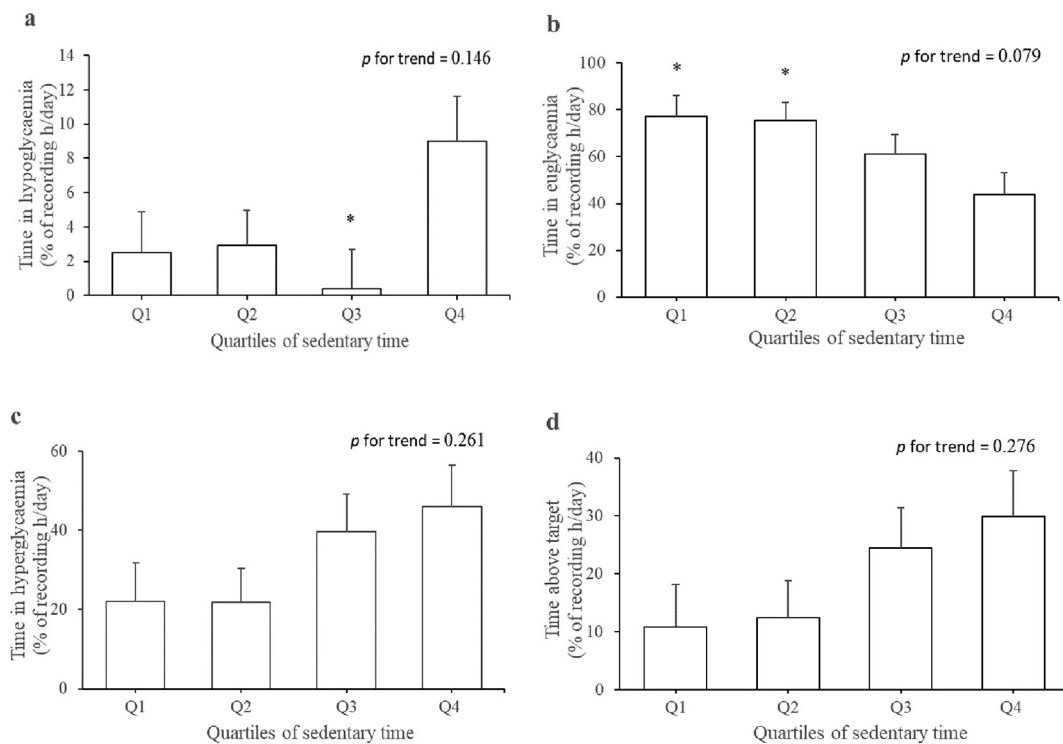 a
p for trend = 0.146
Time in hypoglycaemia
(% of recording h/day)
14
12
10
8
6
4
2
0
*
Q1 Q2 Q3 Q4
Quartiles of sedentary time
b
p for trend = 0.079
Time in euglycaemia
(% of recording h/day)
100
80
60
40
20
0
* *
Q1 Q2 Q3 Q4
Quartiles of sedentary time
c
p for trend = 0.261
Time in hyperglycaemia
(% of recording h/day)
60
40
20
0
Q1 Q2 Q3 Q4
Quartiles of sedentary time
d
p for trend = 0.276
Time above target
(% of recording h/day)
40
30
20
10
0
Q1 Q2 Q3 Q4
Quartiles of sedentary time